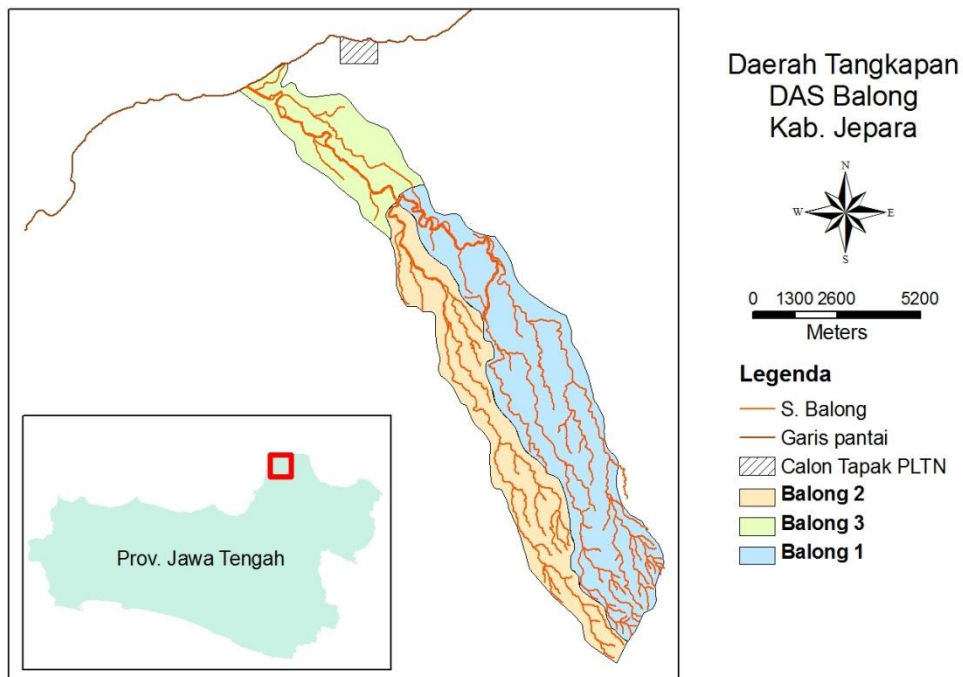 Daerah Tangkapan
DAS Balong
Kab. Jepara
N
W E
S
0 1300 2600 5200
Meters
Legenda
S. Balong
Garis pantai
Calon Tapak PLTN
Balong 2
Balong 3
Balong 1
Prov. Jawa Tengah